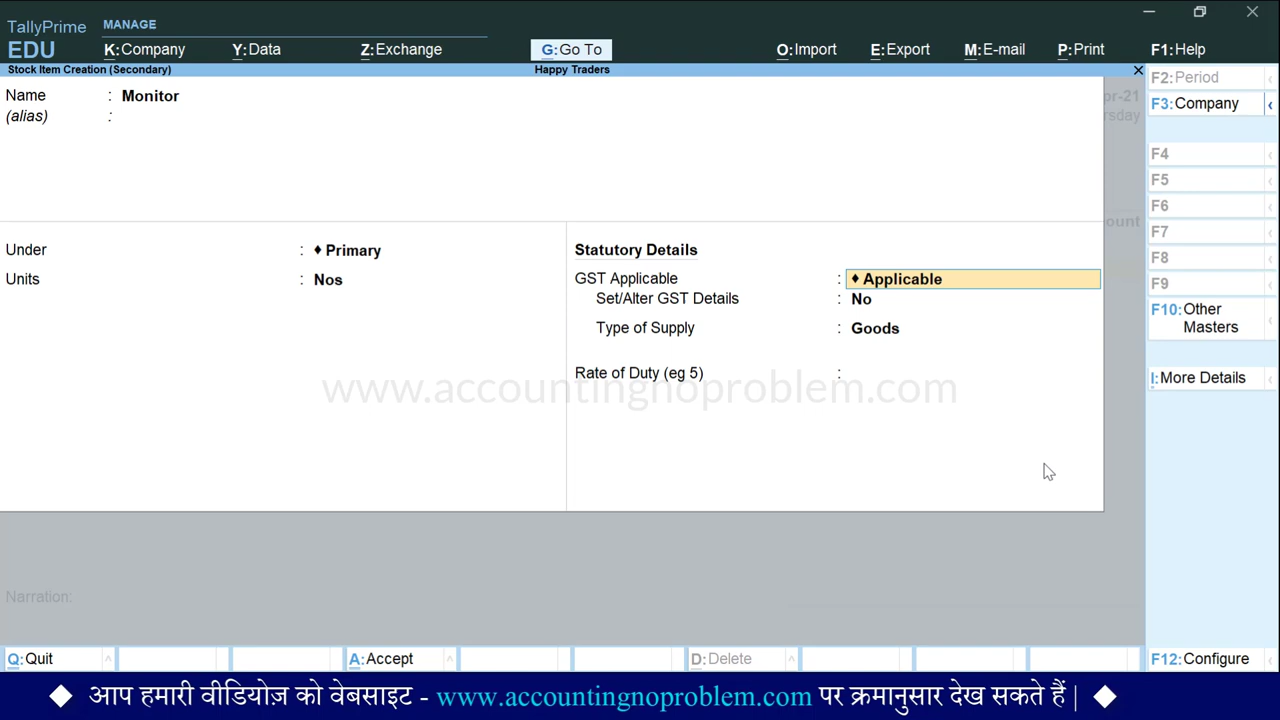 TallyPrime MANAGE
EDU K:Company Y:Data Z:Exchange G:Go To O:Import E:Export M:E-mail P:Print F1:Help
Stock Item Creation (Secondary) Happy Traders
Name : Monitor
(alias) :
Under : ♦ Primary
Units : Nos
Statutory Details
GST Applicable : ♦ Applicable
Set/Alter GST Details : No
Type of Supply : Goods
Rate of Duty (eg 5) :
www.accountingnoproblem.com
Narration:
pr-21
rsday
ount
F2:Period
F3:Company
F4
F5
F6
F7
F8
F9
F10:Other
Masters
I:More Details
Q:Quit A:Accept D:Delete F12:Configure
◆ आप हमारी वीडियोज़ को वेबसाइट - www.accountingnoproblem.com पर क्रमानुसार देख सकते हैं | ◆